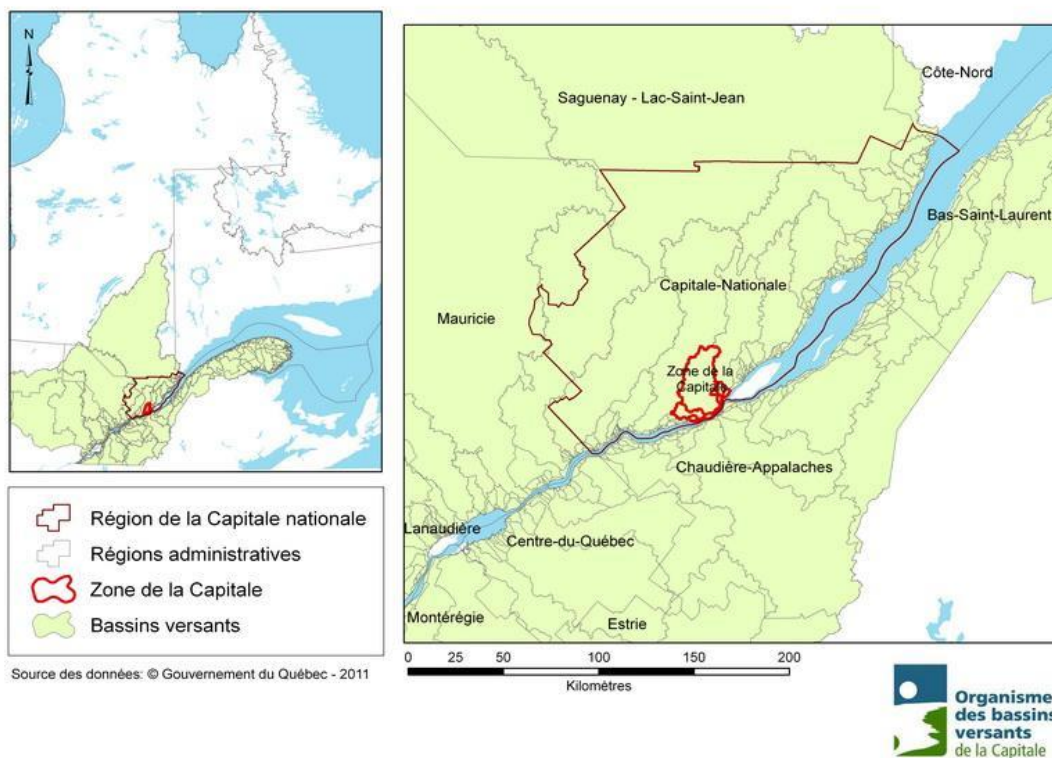 N
Côte-Nord
Saguenay - Lac-Saint-Jean
Bas-Saint-Laurent
Capitale-Nationale
Mauricie
Zone de la
Capitale
Chaudière-Appalaches
Lanaudière
Centre-du-Québec
Montérégie
Estrie
Région de la Capitale nationale
Régions administratives
Zone de la Capitale
Bassins versants
Source des données: © Gouvernement du Québec - 2011
0 25 50 100 150 200
Kilomètres
Organisme
des bassins
versants
de la Capitale